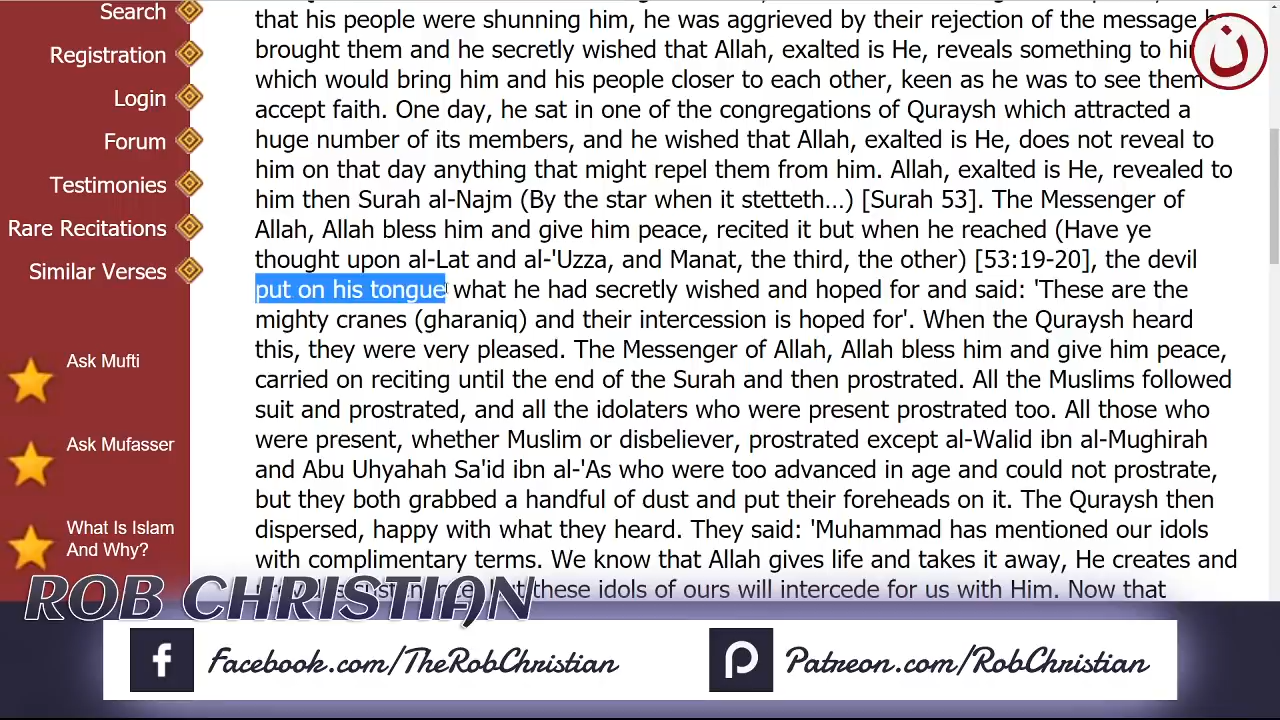 Search
Registration
Login
Forum
Testimonies
Rare Recitations
Similar Verses
Ask Mufti
Ask Mufasser
What Is Islam
And Why?
that his people were shunning him, he was aggrieved by their rejection of the message
brought them and he secretly wished that Allah, exalted is He, reveals something to
which would bring him and his people closer to each other, keen as he was to see them
accept faith. One day, he sat in one of the congregations of Quraysh which attracted a
huge number of its members, and he wished that Allah, exalted is He, does not reveal to
him on that day anything that might repel them from him. Allah, exalted is He, revealed to
him then Surah al-Najm (By the star when it stetteth…) [Surah 53]. The Messenger of
Allah, Allah bless him and give him peace, recited it but when he reached (Have ye
thought upon al-Lat and al-'Uzza, and Manat, the third, the other) [53:19-20], the devil
put on his tongue what he had secretly wished and hoped for and said: 'These are the
mighty cranes (gharaniq) and their intercession is hoped for'. When the Quraysh heard
this, they were very pleased. The Messenger of Allah, Allah bless him and give him peace,
carried on reciting until the end of the Surah and then prostrated. All the Muslims followed
suit and prostrated, and all the idolaters who were present prostrated too. All those who
were present, whether Muslim or disbeliever, prostrated except al-Walid ibn al-Mughirah
and Abu Uhyahah Sa'id ibn al-'As who were too advanced in age and could not prostrate,
but they both grabbed a handful of dust and put their foreheads on it. The Quraysh then
dispersed, happy with what they heard. They said: 'Muhammad has mentioned our idols
with complimentary terms. We know that Allah gives life and takes it away, He creates and
these idols of ours will intercede for us with Him. Now that
ن
ROB CHRISTIAN
Facebook.com/TheRobChristian
Patreon.com/RobChristian